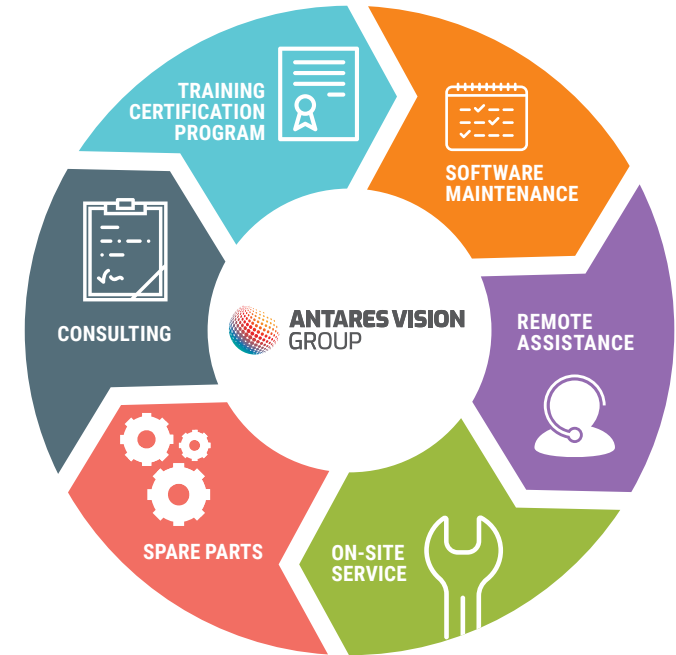 TRAINING
CERTIFICATION
PROGRAM
SOFTWARE
MAINTENANCE
REMOTE
ASSISTANCE
ON-SITE
SERVICE
SPARE PARTS
CONSULTING
ANTARES VISION
GROUP